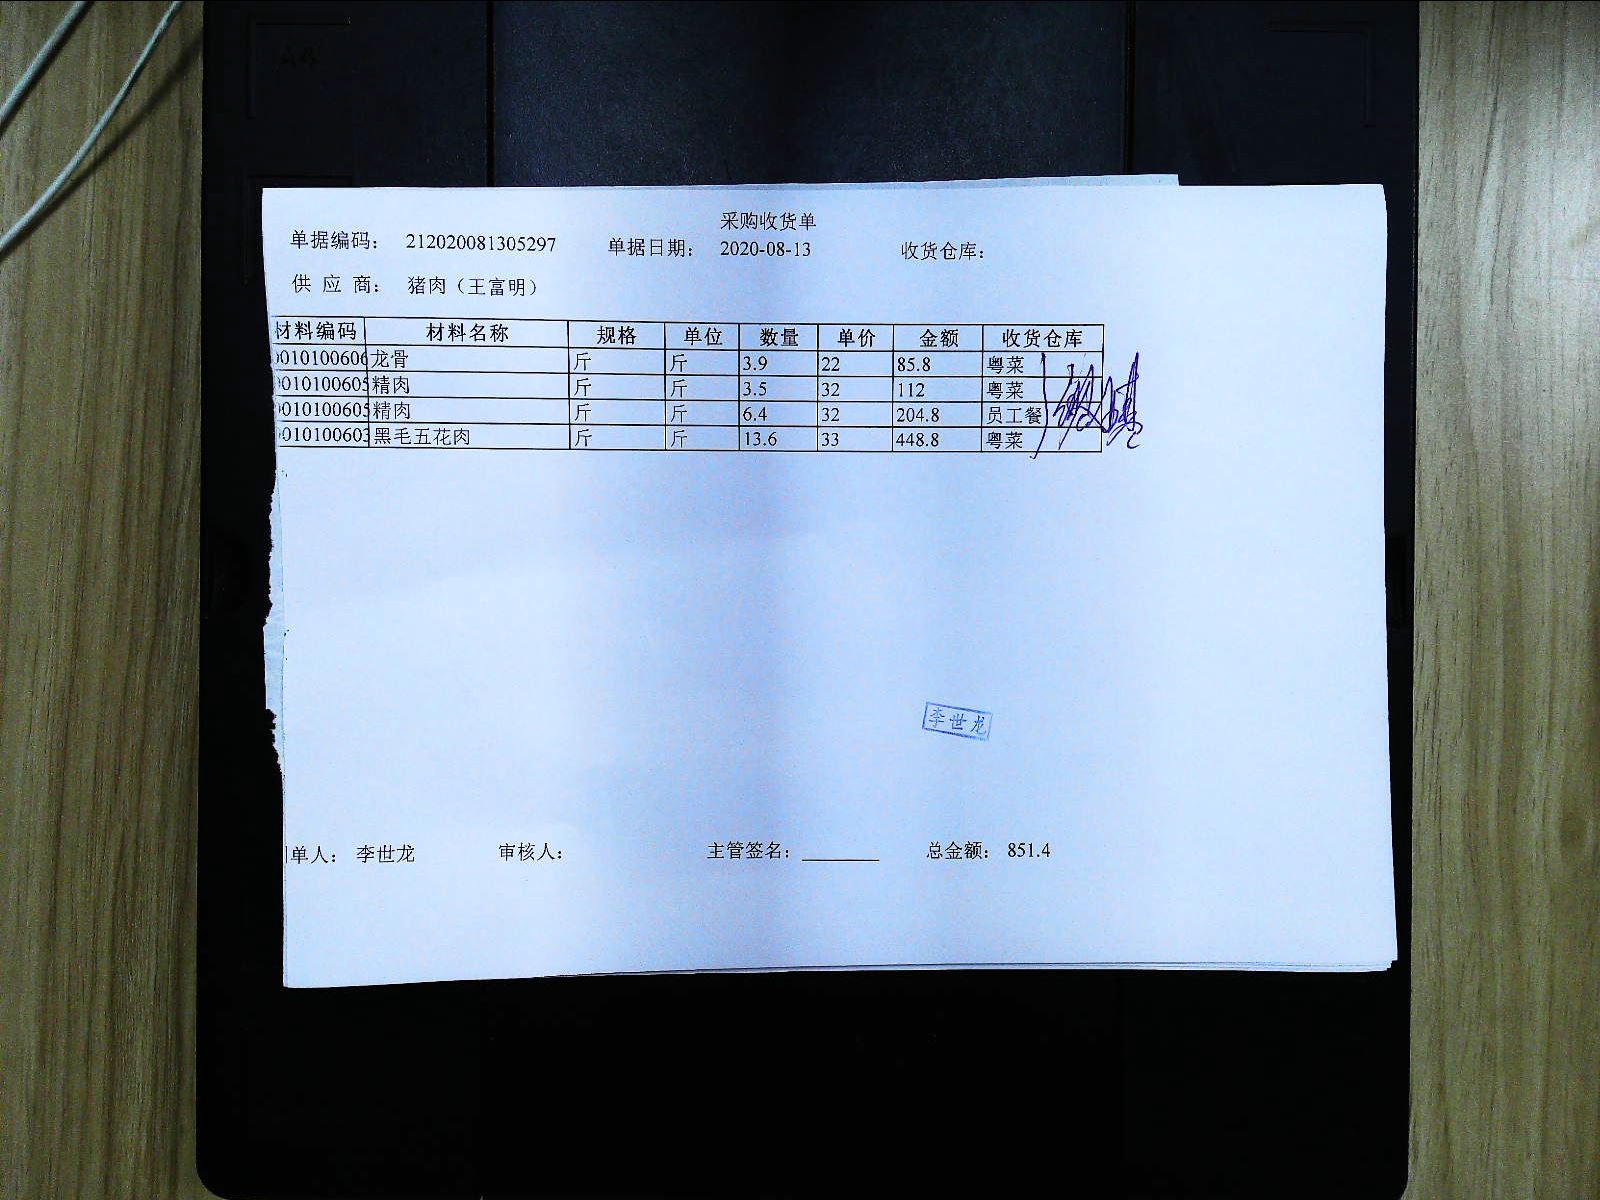 采购收货单
单据编码: 212020081305297 单据日期: 2020-08-13 收货仓库:
供 应 商: 猪肉（王富明）
材料编码 材料名称 规格 单位 数量 单价 金额 收货仓库
010100606 龙骨 斤 斤 3.9 22 85.8 粤菜
010100605 精肉 斤 斤 3.5 32 112 粤菜
010100605 精肉 斤 斤 6.4 32 204.8 员工餐
010100603 黑毛五花肉 斤 斤 13.6 33 448.8 粤菜
李世龙
单人: 李世龙 审核人: 主管签名: 总金额: 851.4